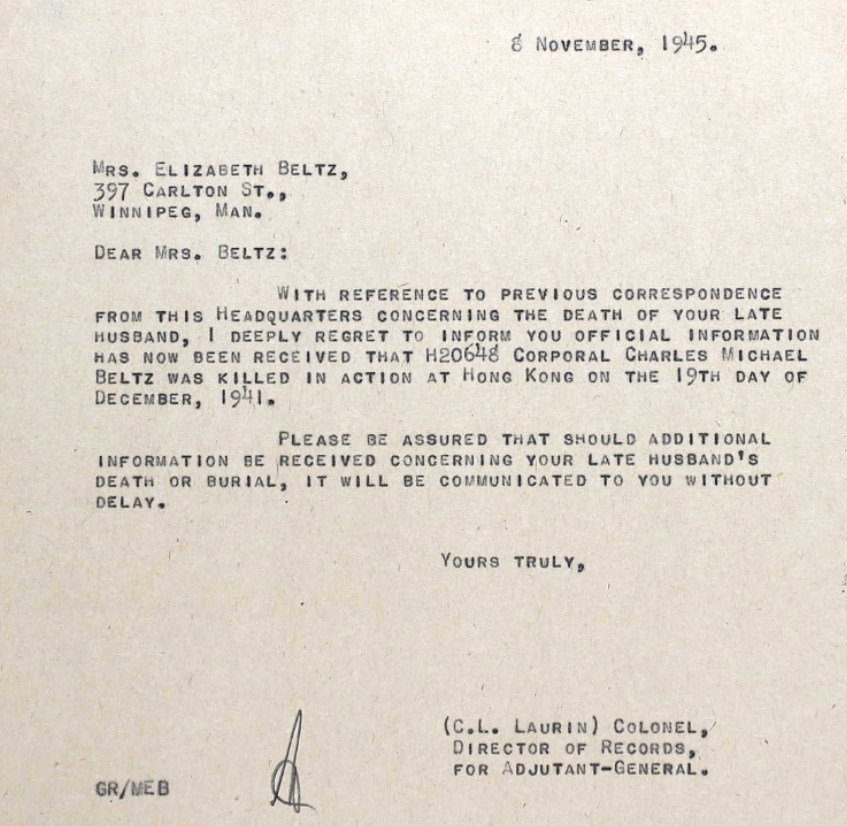 8 NOVEMBER, 1945.
MRS. ELIZABETH BELTZ,
397 CARLTON ST.,
WINNIPEG, MAN.
DEAR MRS. BELTZ:
WITH REFERENCE TO PREVIOUS CORRESPONDENCE
FROM THIS HEADQUARTERS CONCERNING THE DEATH OF YOUR LATE
HUSBAND, I DEEPLY REGRET TO INFORM YOU OFFICIAL INFORMATION
HAS NOW BEEN RECEIVED THAT H20648 CORPORAL CHARLES MICHAEL
BELTZ WAS KILLED IN ACTION AT HONG KONG ON THE 19TH DAY OF
DECEMBER, 1941.
PLEASE BE ASSURED THAT SHOULD ADDITIONAL
INFORMATION BE RECEIVED CONCERNING YOUR LATE HUSBAND'S
DEATH OR BURIAL, IT WILL BE COMMUNICATED TO YOU WITHOUT
DELAY.
YOURS TRULY,
(C.L. LAURIN) COLONEL,
DIRECTOR OF RECORDS,
FOR ADJUTANT-GENERAL.
GR/MEB